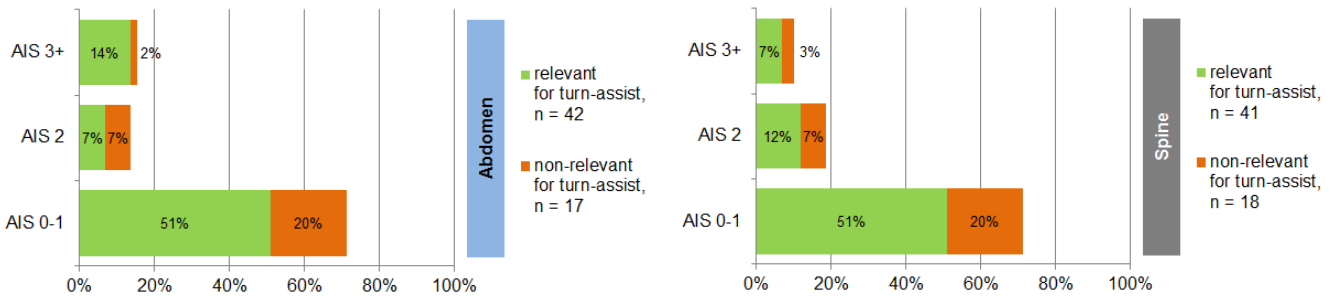 AIS 3+
14%
2%
AIS 2
7%
7%
AIS 0-1
51%
20%
0%
20%
40%
60%
80%
100%
Abdomen
relevant
for turn-assist,
n = 42
non-relevant
for turn-assist,
n = 17
AIS 3+
7%
3%
AIS 2
12%
7%
AIS 0-1
51%
20%
0%
20%
40%
60%
80%
100%
Spine
relevant
for turn-assist,
n = 41
non-relevant
for turn-assist,
n = 18